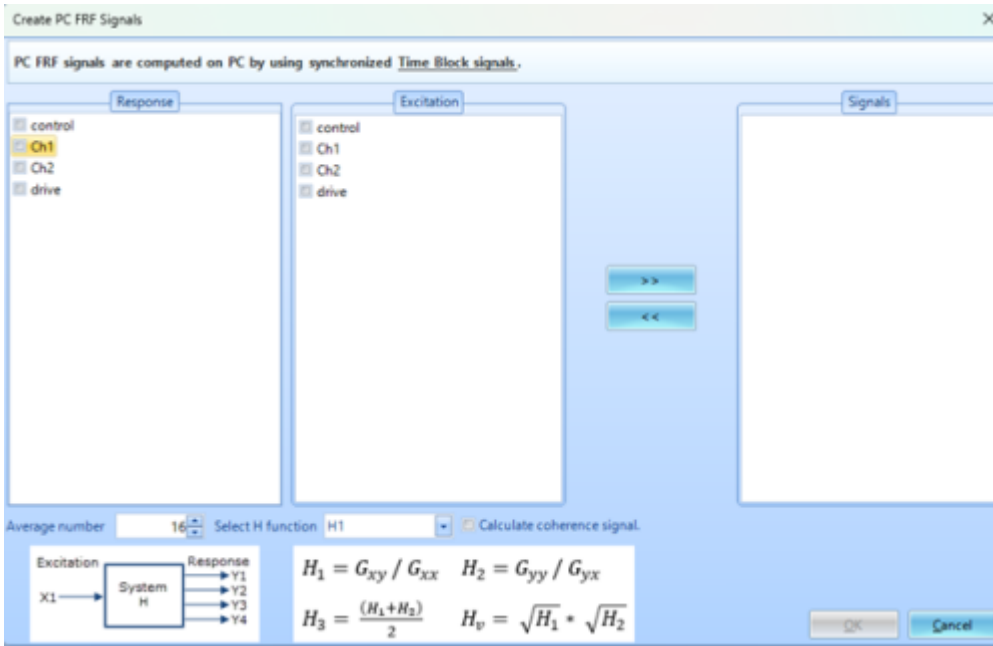 Create PC FRF Signals
PC FRF signals are computed on PC by using synchronized Time Block signals.
Response
control
Ch1
Ch2
drive
Excitation
control
Ch1
Ch2
drive
>>
<<
Signals
Average number 16 Select H function H1 Calculate coherence signal.
Excitation
X1
System
H
Response
Y1
Y2
Y3
Y4
H₁ = Gₓᵧ / Gₓₓ H₂ = Gᵧᵧ / Gᵧₓ
H₃ = (H₁+H₂)/2 Hᵥ = √H₁ * √H₂
OK Cancel